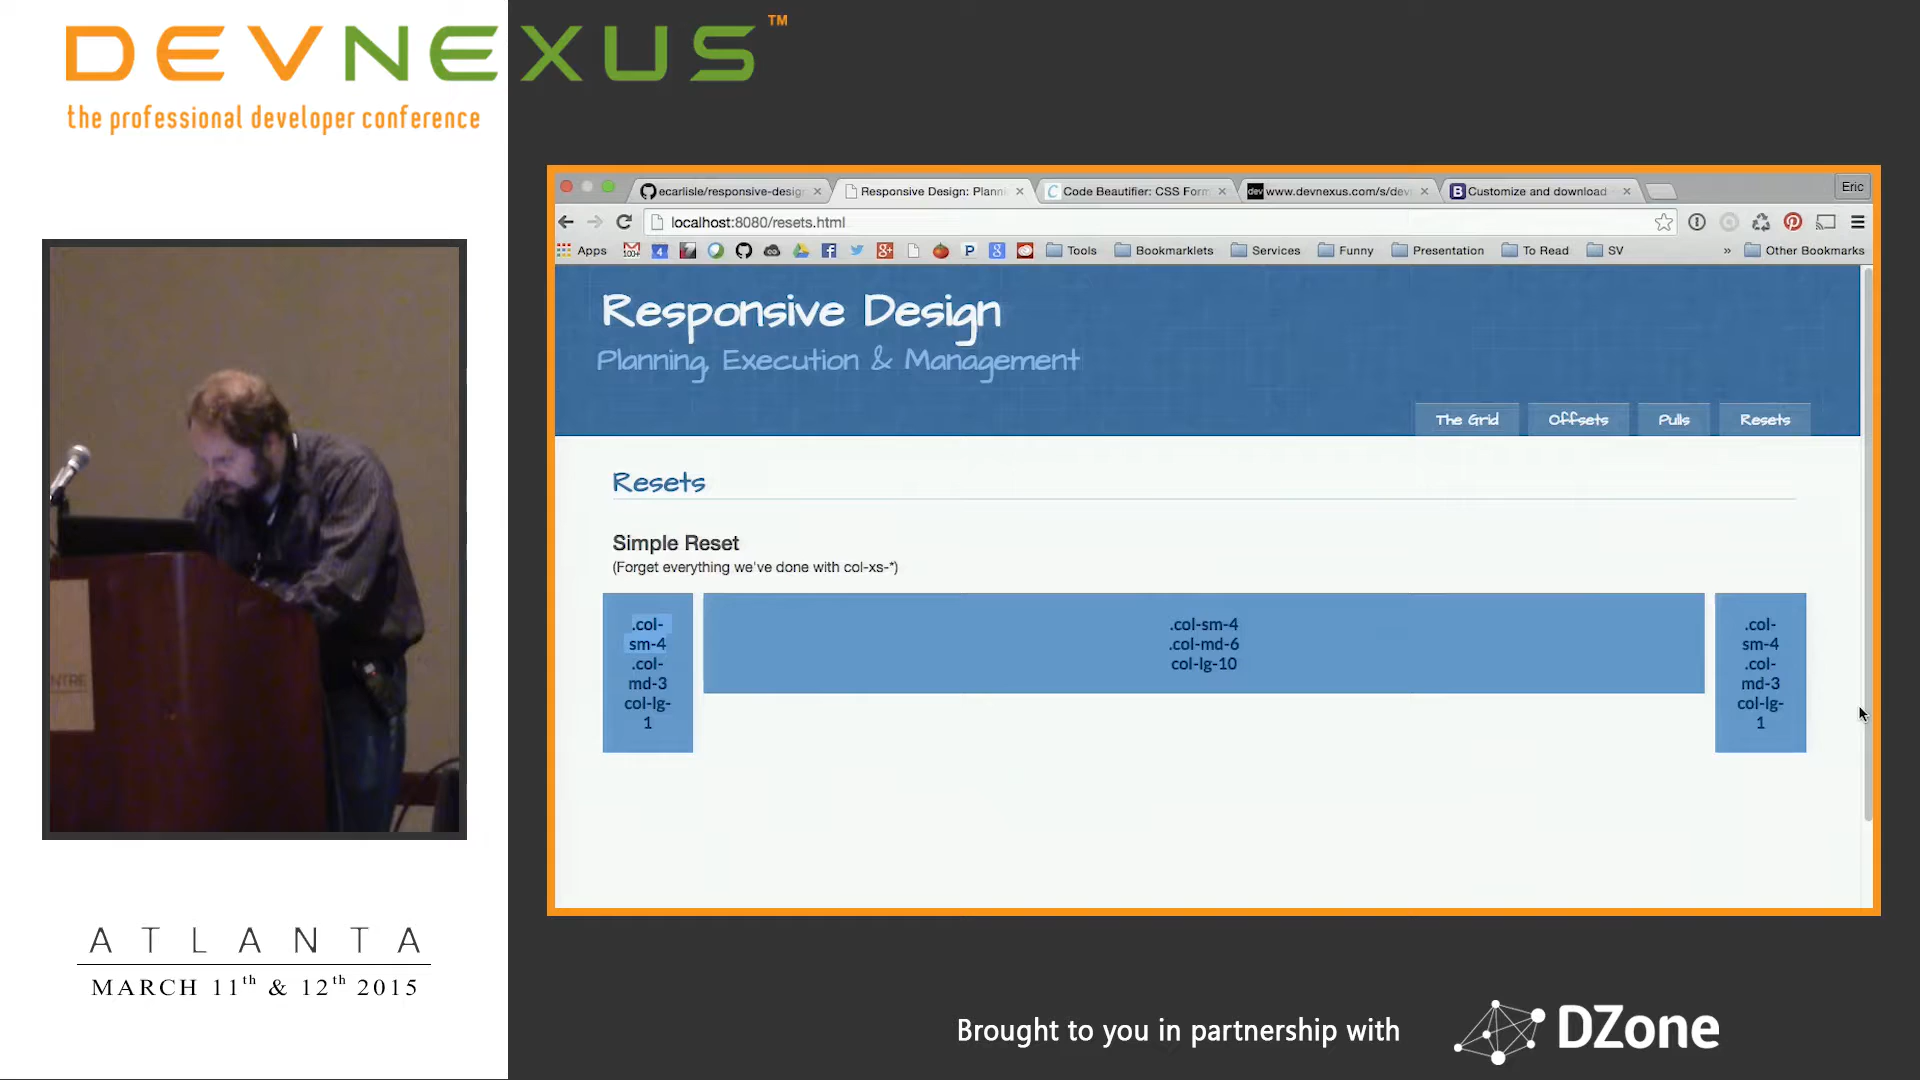 DEVNEXUS™
the professional developer conference
ecarlisle/responsive-desig
Responsive Design: Planni
Code Beautifier: CSS Form
www.devnexus.com/s/dev
Customize and download
Eric
localhost:8080/resets.html
Apps
Tools
Bookmarklets
Services
Funny
Presentation
To Read
SV
»
Other Bookmarks
Responsive Design
Planning, Execution & Management
The Grid
Offsets
Pulls
Resets
Resets
Simple Reset
(Forget everything we've done with col-xs-*)
.col-
sm-4
.col-
md-3
col-lg-
1
.col-sm-4
.col-md-6
col-lg-10
.col-
sm-4
.col-
md-3
col-lg-
1
ATLANTA
MARCH 11th & 12th 2015
Brought to you in partnership with
DZone